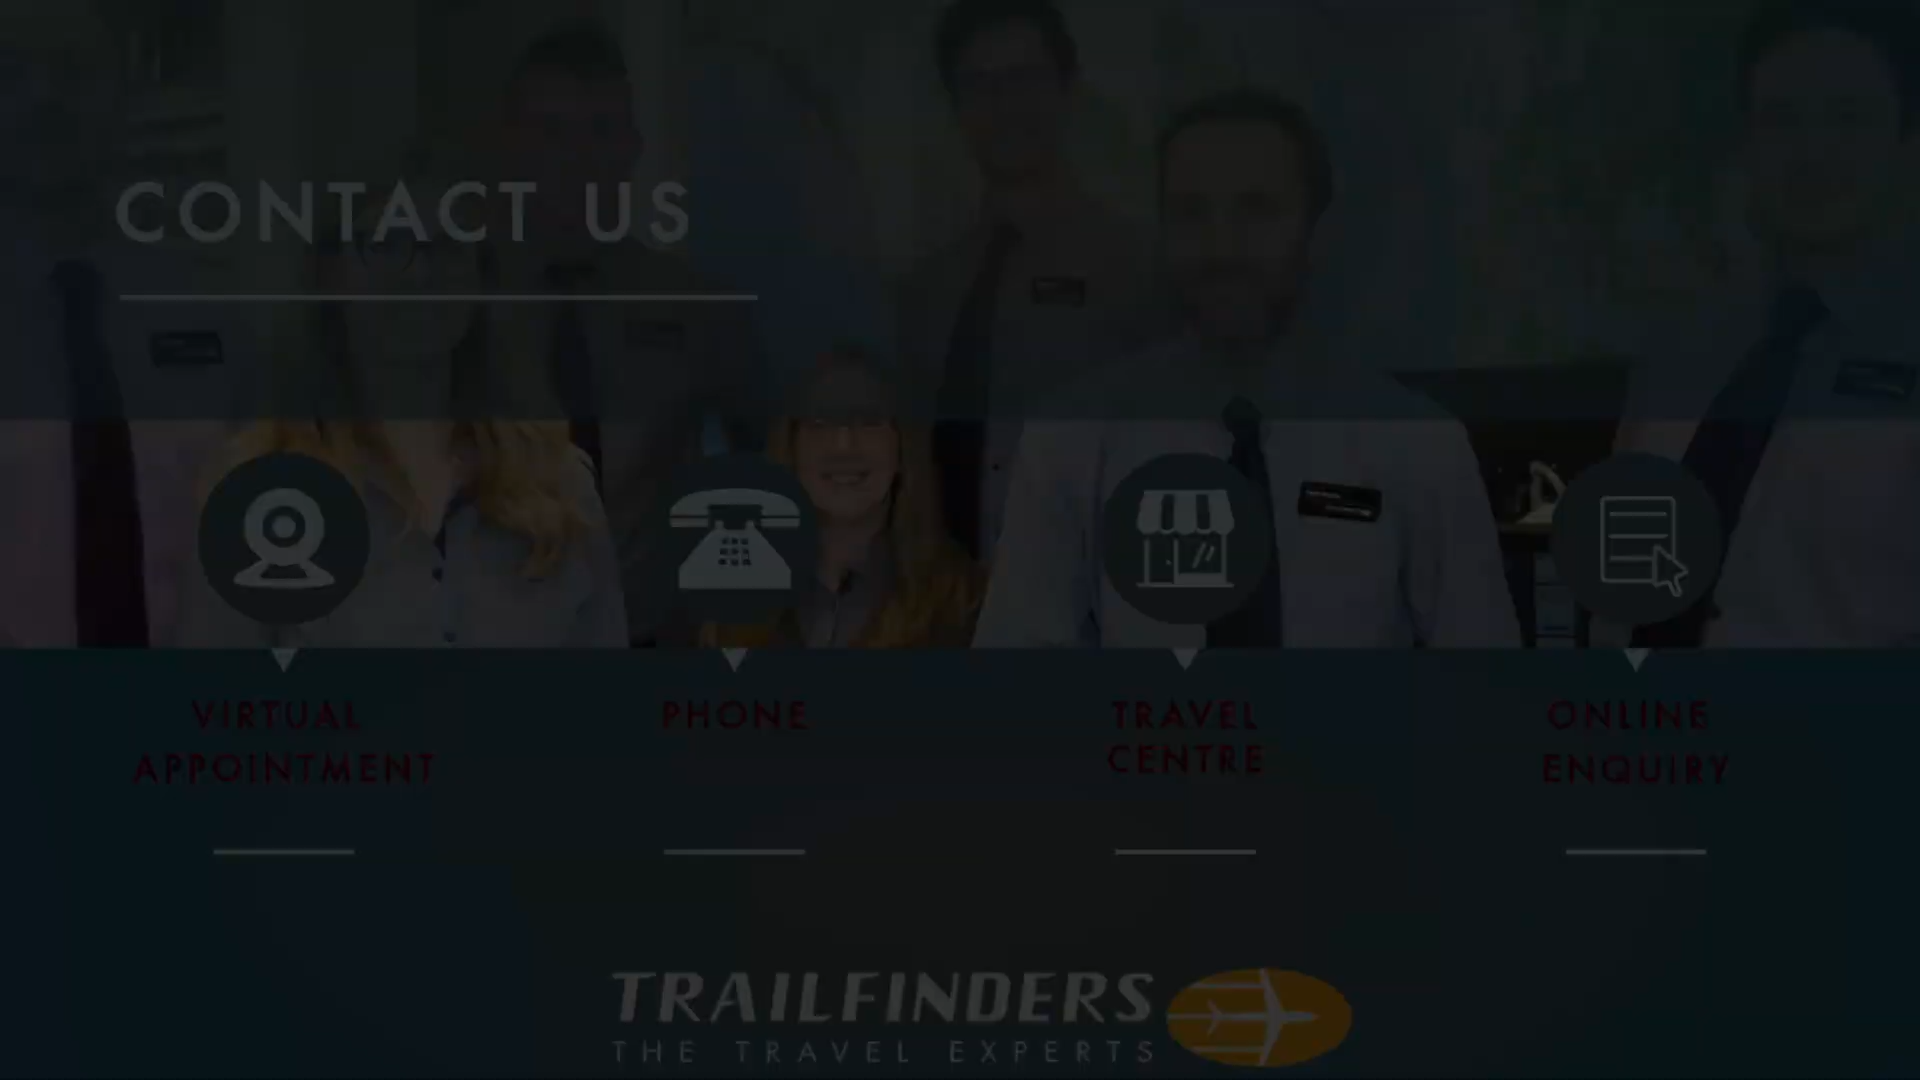 CONTACT US
VIRTUAL
APPOINTMENT
PHONE
TRAVEL
CENTRE
ONLINE
ENQUIRY
TRAILFINDERS
THE TRAVEL EXPERTS